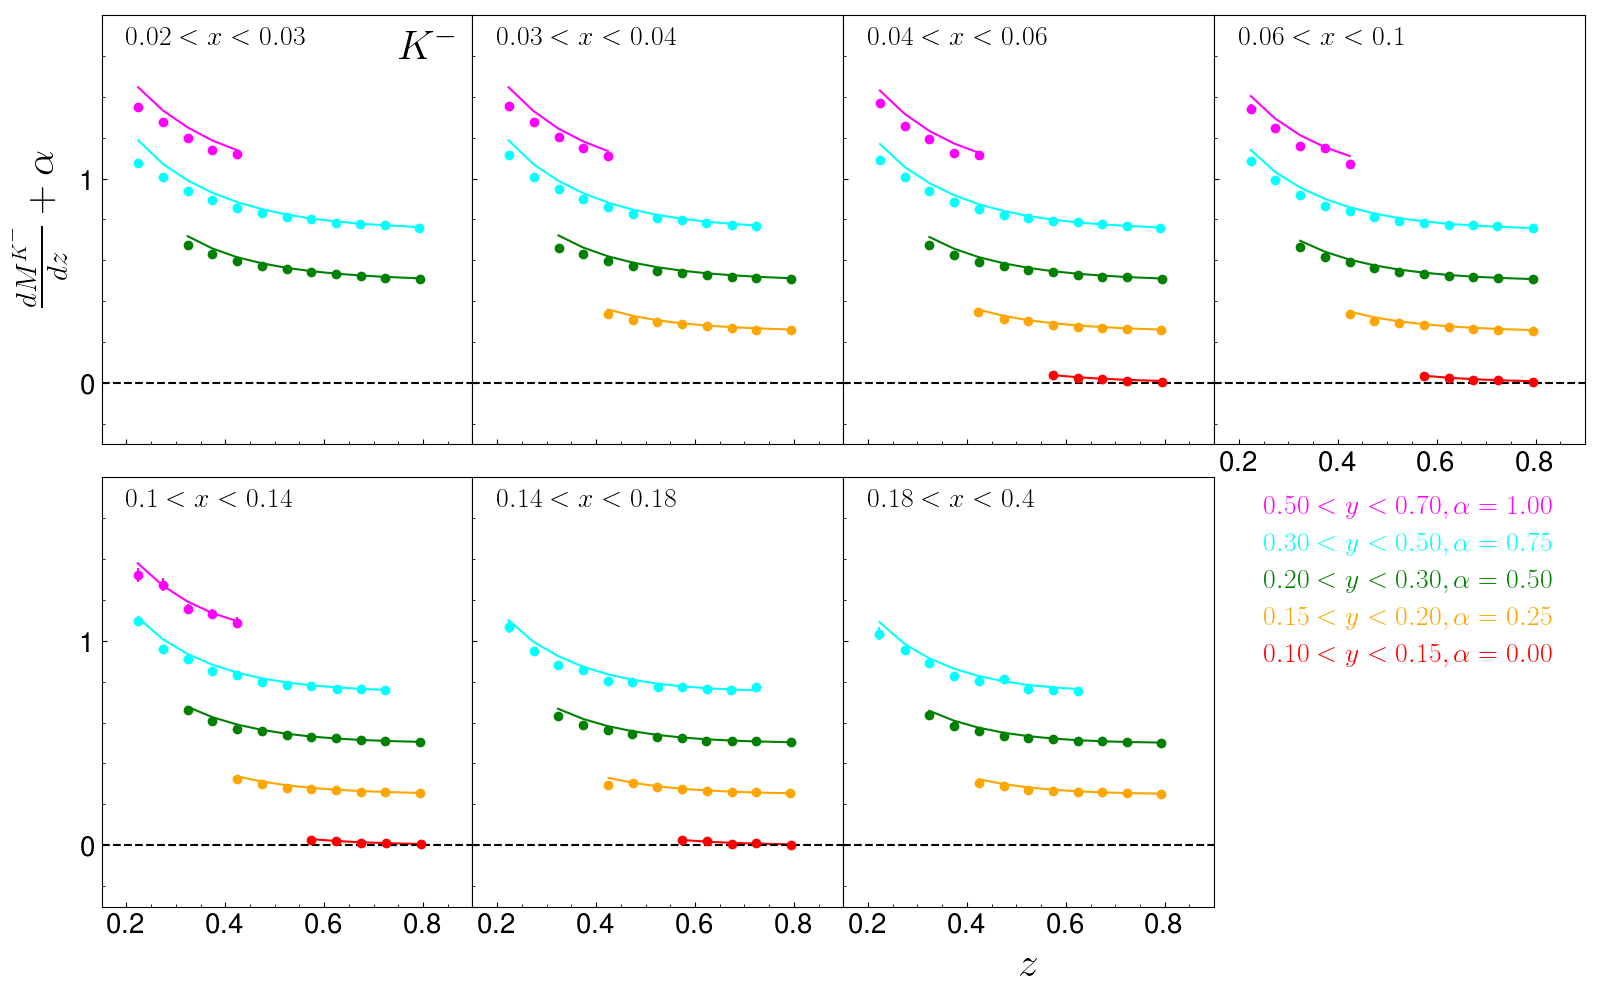 0.02 < x < 0.03
K⁻
0.03 < x < 0.04
0.04 < x < 0.06
0.06 < x < 0.1
dM^{K⁻}/dz + α
1
0
0.2 0.4 0.6 0.8
0.1 < x < 0.14
0.14 < x < 0.18
0.18 < x < 0.4
0.50 < y < 0.70, α = 1.00
0.30 < y < 0.50, α = 0.75
0.20 < y < 0.30, α = 0.50
0.15 < y < 0.20, α = 0.25
0.10 < y < 0.15, α = 0.00
1
0
0.2 0.4 0.6 0.8 0.2 0.4 0.6 0.8 0.2 0.4 0.6 0.8
z